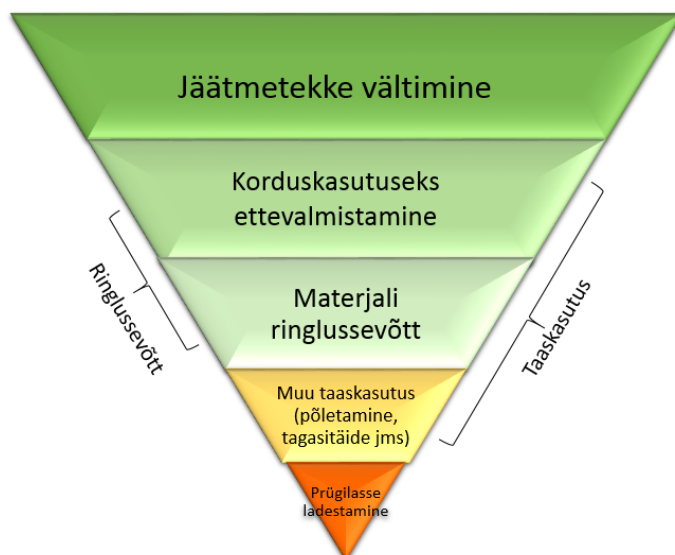 Jäätmetekke vältimine
Korduskasutuseks
ettevalmistamine
Ringlussevõtt
Materjali
ringlussevõtt
Taaskasutus
Muu taaskasutus
(põletamine,
tagasitäide jms)
Prügilasse
ladestamine